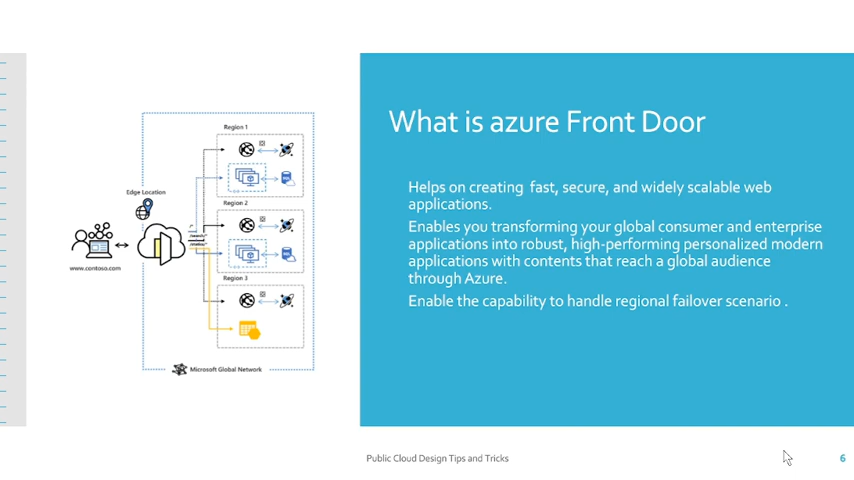 What is azure Front Door
Helps on creating fast, secure, and widely scalable web
applications.
Enables you transforming your global consumer and enterprise
applications into robust, high-performing personalized modern
applications with contents that reach a global audience
through Azure.
Enable the capability to handle regional failover scenario .
Region 1
Edge Location
Region 2
/*
/search/*
/statics/*
www.contoso.com
Region 3
Microsoft Global Network
Public Cloud Design Tips and Tricks
6